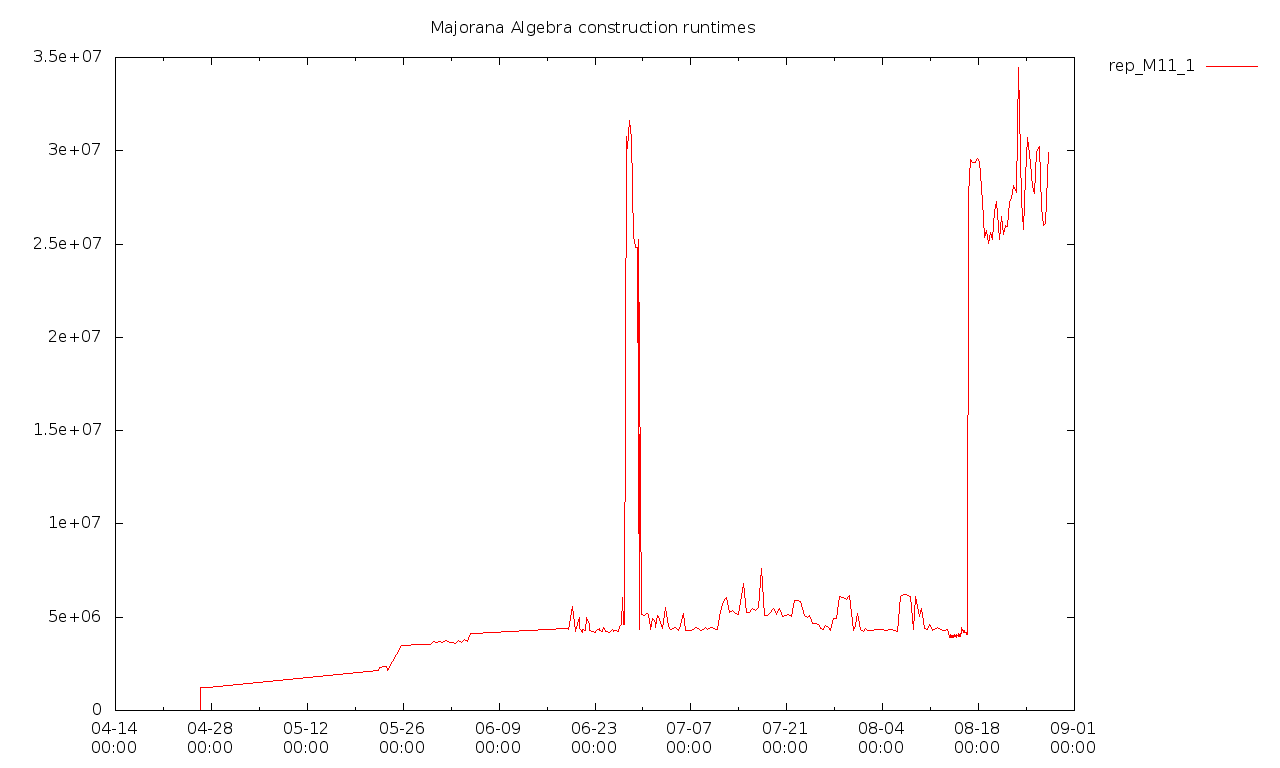 Majorana Algebra construction runtimes
rep_M11_1
3.5e+07
3e+07
2.5e+07
2e+07
1.5e+07
1e+07
5e+06
0
04-14 04-28 05-12 05-26 06-09 06-23 07-07 07-21 08-04 08-18 09-01
00:00 00:00 00:00 00:00 00:00 00:00 00:00 00:00 00:00 00:00 00:00